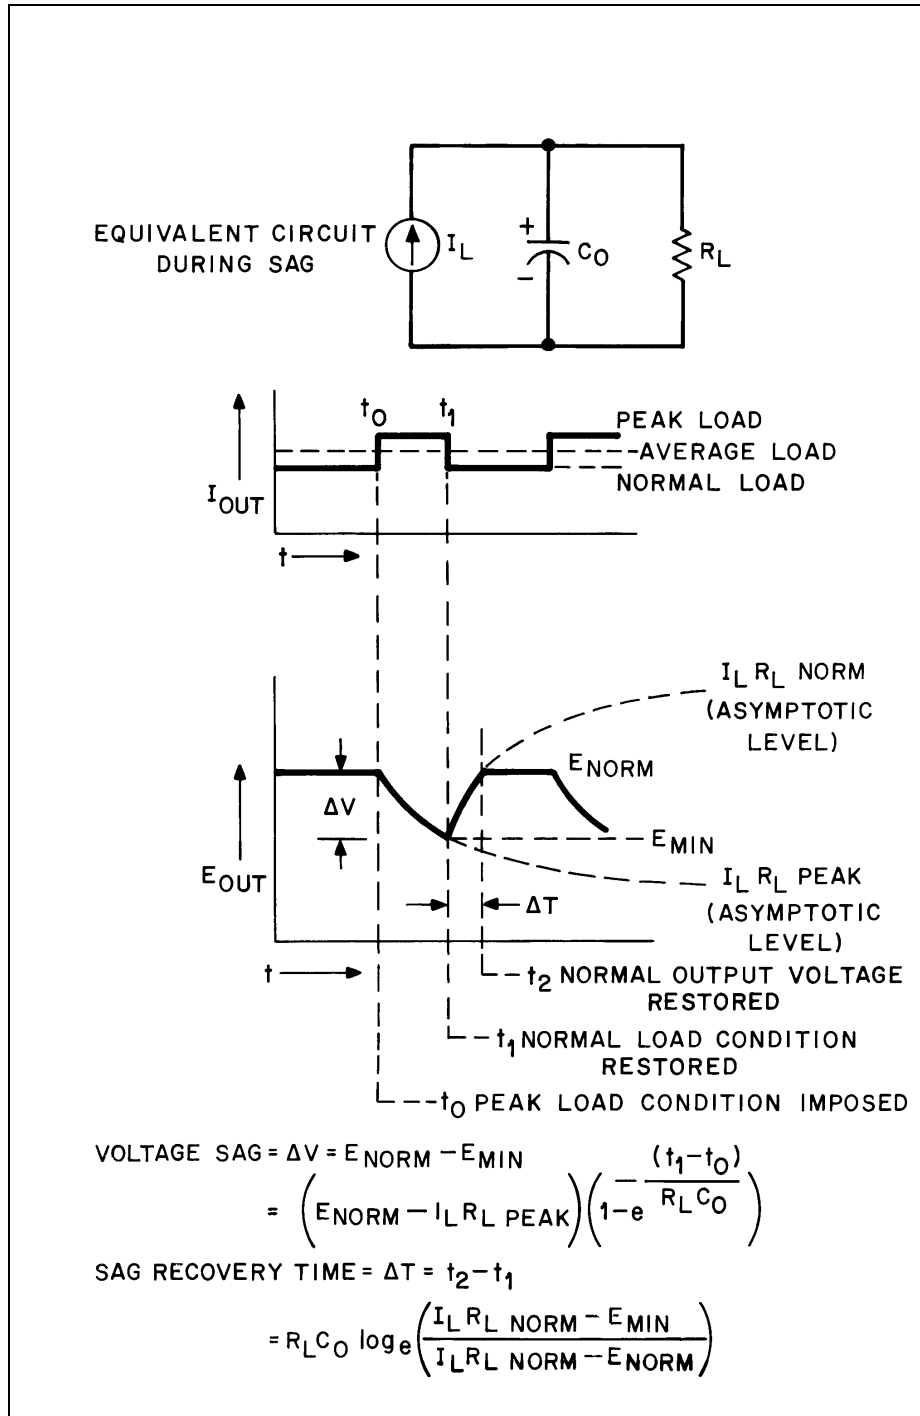 EQUIVALENT CIRCUIT
DURING SAG
I_L
+
−
C_O
R_L
t_0
t_1
PEAK LOAD
AVERAGE LOAD
NORMAL LOAD
I_OUT
t
I_L R_L NORM
(ASYMPTOTIC
LEVEL)
E_NORM
ΔV
E_MIN
E_OUT
I_L R_L PEAK
(ASYMPTOTIC
LEVEL)
ΔT
t
t_2 NORMAL OUTPUT VOLTAGE
RESTORED
t_1 NORMAL LOAD CONDITION
RESTORED
t_0 PEAK LOAD CONDITION IMPOSED
VOLTAGE SAG = ΔV = E_NORM − E_MIN
= (E_NORM − I_L R_L PEAK) (1−e^(−(t_1−t_0)/(R_L C_O)))
SAG RECOVERY TIME = ΔT = t_2−t_1
= R_L C_O log_e ((I_L R_L NORM − E_MIN)/(I_L R_L NORM − E_NORM))